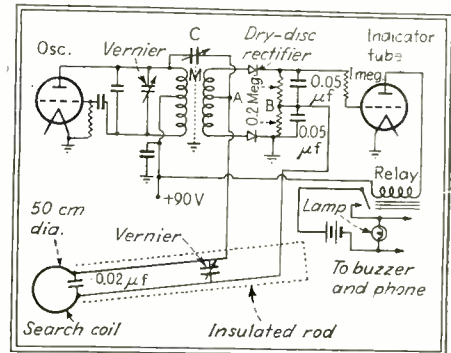 C
Dry-disc
rectifier
Indicator
tube
Osc.
Vernier
M
A
0.2 Meg
B
0.05
μf
0.05
μf
1 meg.
+90 V
Relay
Lamp
To buzzer
and phone
50 cm
dia.
Vernier
0.02 μf
Search coil
Insulated rod